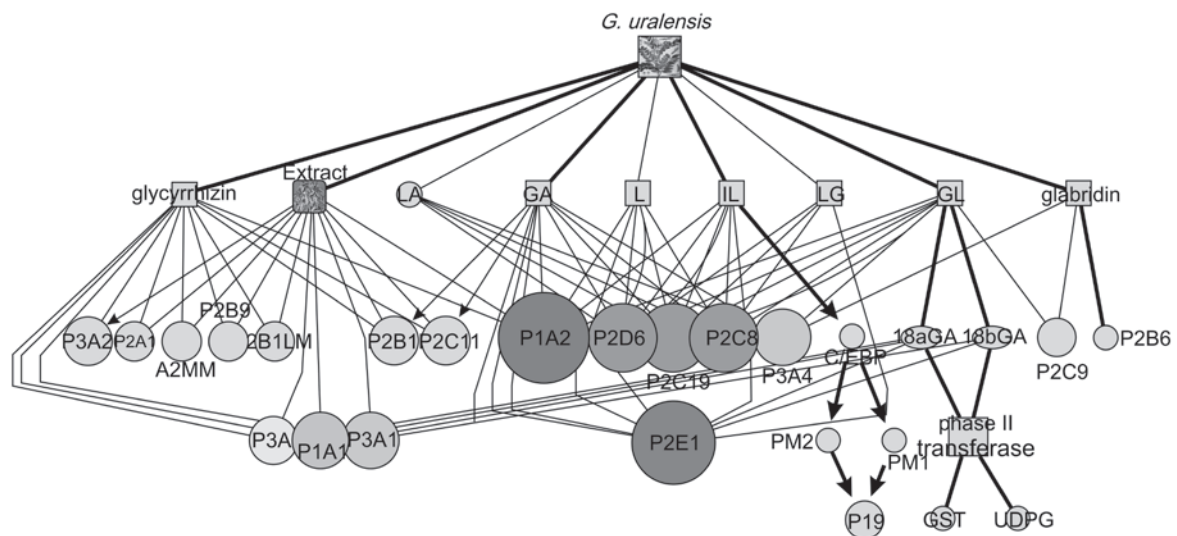 G. uralensis
glycyrrhizin
Extract
LA
GA
L
IL
LG
GL
glabridin
P3A2
P2A1
A2MM
P2B9
2B1LM
P2B1
P2C11
P1A2
P2D6
P2C19
P2C8
P3A4
C/EBP
18aGA
18bGA
P2C9
P2B6
P3A
P1A1
P3A1
P2E1
PM2
PM1
phase II
transferase
P19
GST
UDPG